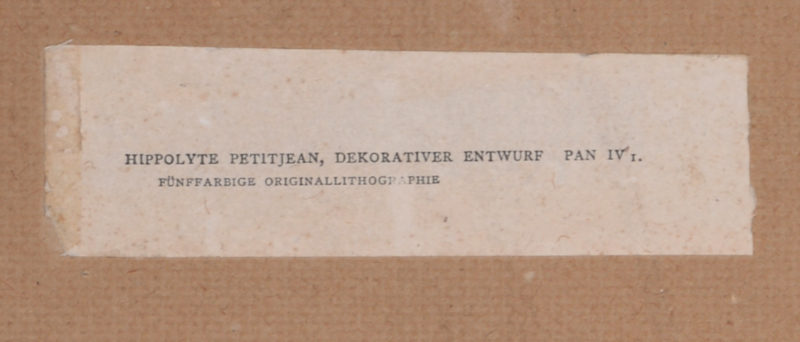 HIPPOLYTE PETITJEAN, DEKORATIVER ENTWURF PAN IV 1.
FÜNFFARBIGE ORIGINALLITHOGRAPHIE